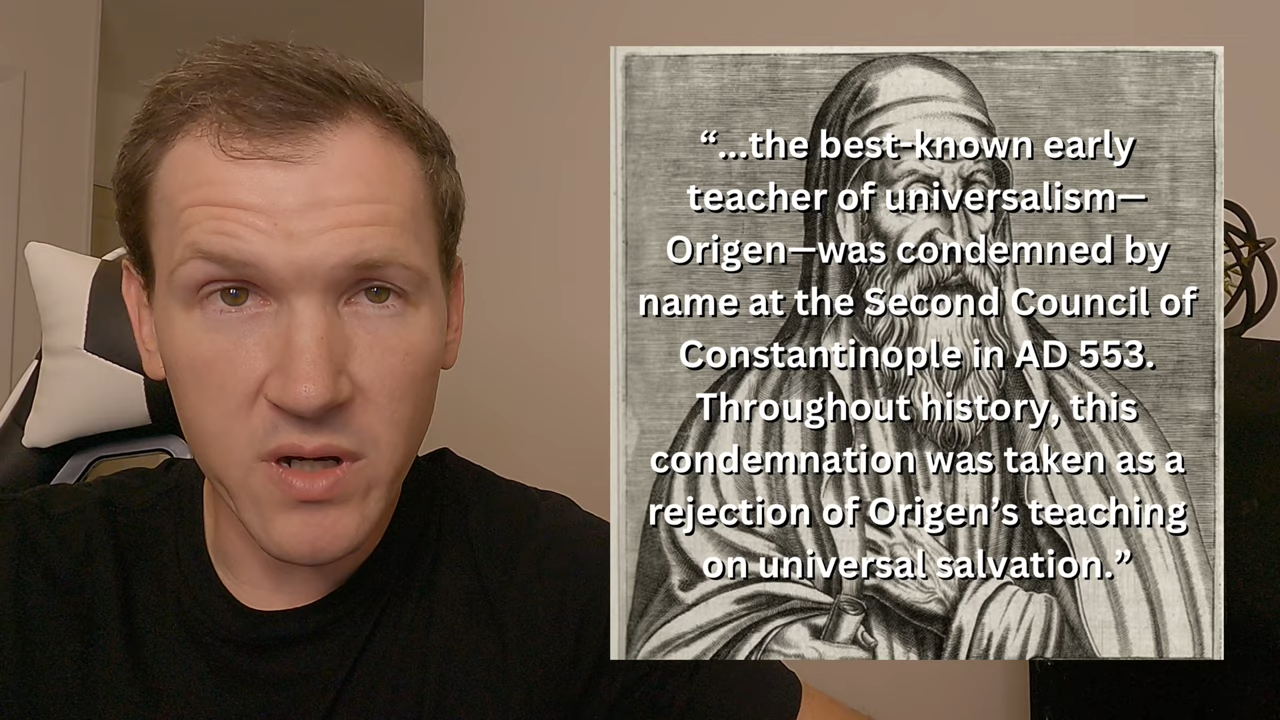 “...the best-known early
teacher of universalism—
Origen—was condemned by
name at the Second Council of
Constantinople in AD 553.
Throughout history, this
condemnation was taken as a
rejection of Origen’s teaching
on universal salvation.”